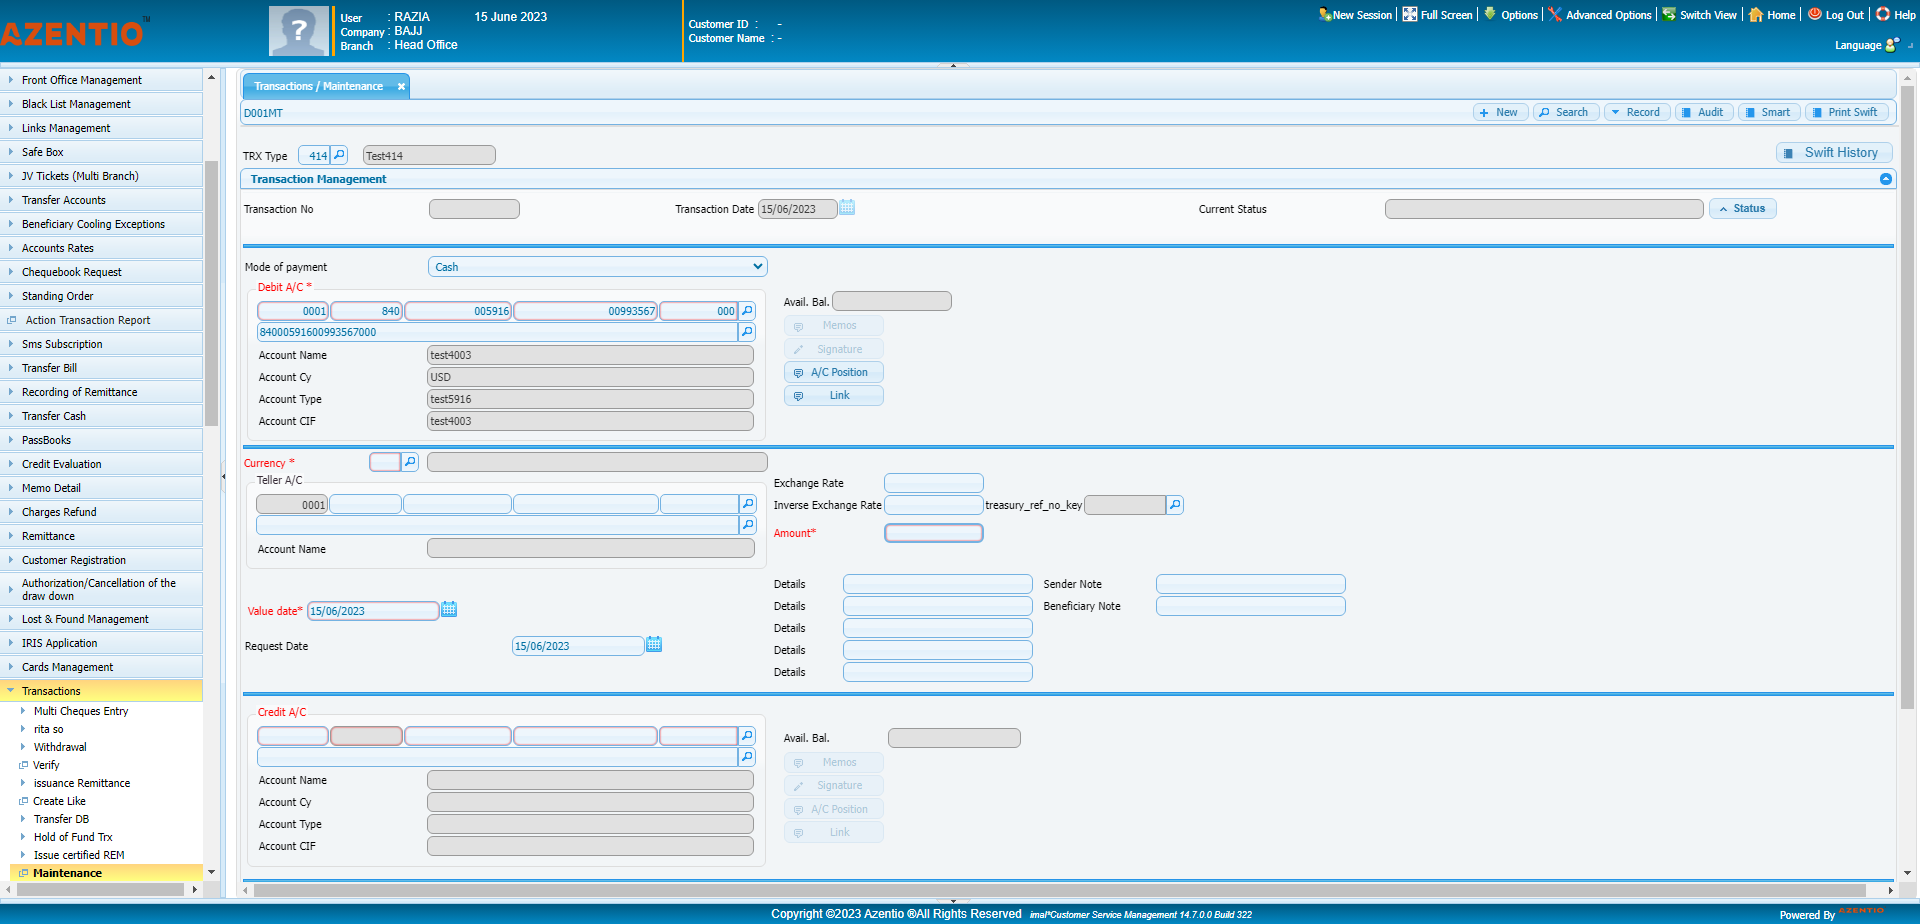 AZENTIO™
User : RAZIA 15 June 2023
Company : BAJJ
Branch : Head Office
Customer ID : -
Customer Name : -
New Session Full Screen Options Advanced Options Switch View Home Log Out Help
Language
Front Office Management
Black List Management
Links Management
Safe Box
JV Tickets (Multi Branch)
Transfer Accounts
Beneficiary Cooling Exceptions
Accounts Rates
Chequebook Request
Standing Order
Action Transaction Report
Sms Subscription
Transfer Bill
Recording of Remittance
Transfer Cash
PassBooks
Credit Evaluation
Memo Detail
Charges Refund
Remittance
Customer Registration
Authorization/Cancellation of the
draw down
Lost & Found Management
IRIS Application
Cards Management
Transactions
Multi Cheques Entry
rita so
Withdrawal
Verify
issuance Remittance
Create Like
Transfer DB
Hold of Fund Trx
Issue certified REM
Maintenance
Transactions / Maintenance
D001MT New Search Record Audit Smart Print Swift
TRX Type 414 Test414 Swift History
Transaction Management
Transaction No Transaction Date 15/06/2023 Current Status Status
Mode of payment Cash
Debit A/C *
0001 840 005916 00993567 000
84000591600993567000
Account Name test4003
Account Cy USD
Account Type test5916
Account CIF test4003
Avail. Bal.
Memos
Signature
A/C Position
Link
Currency *
Teller A/C
0001
Account Name
Exchange Rate
Inverse Exchange Rate treasury_ref_no_key
Amount*
Value date* 15/06/2023
Request Date 15/06/2023
Details Sender Note
Details Beneficiary Note
Details
Details
Details
Credit A/C
Account Name
Account Cy
Account Type
Account CIF
Avail. Bal.
Memos
Signature
A/C Position
Link
Copyright ©2023 Azentio ®All Rights Reserved imal*Customer Service Management 14.7.0.0 Build 322
Powered By AZENTIO